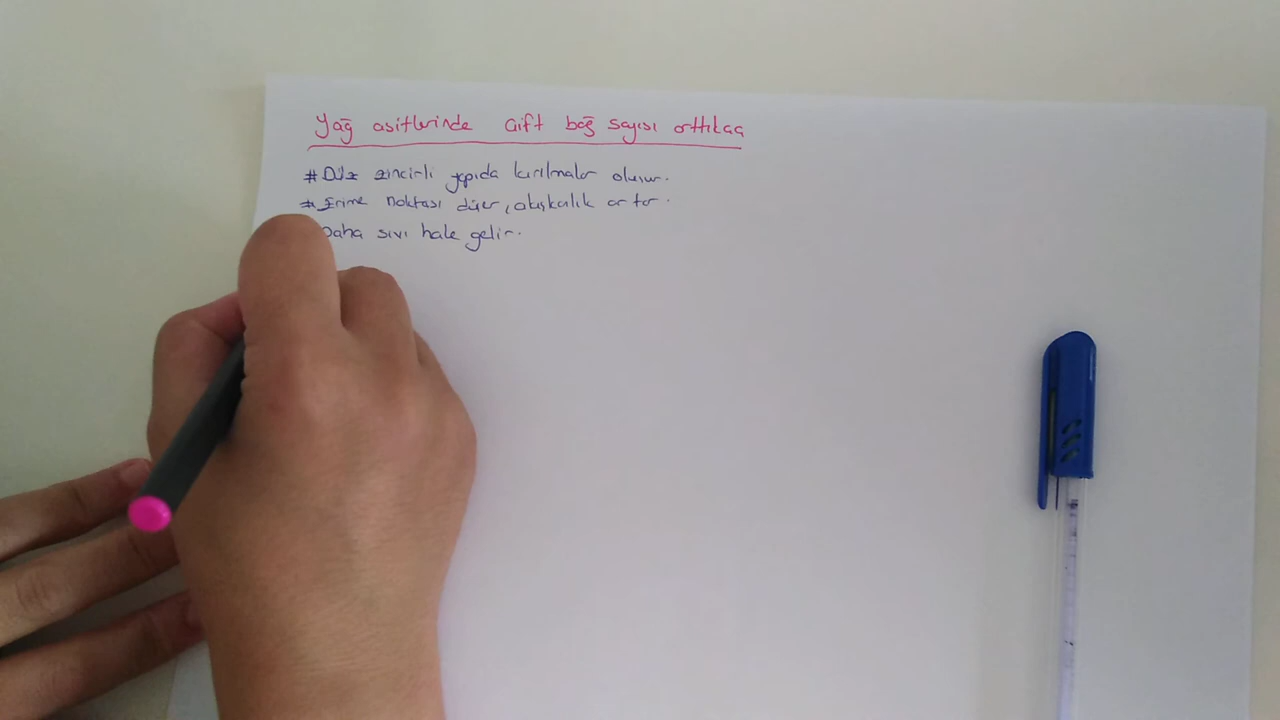 Yağ asitlerinde çift bağ sayısı arttıkça
# Düz zincirli yapıda kırılmalar oluşur.
* Erime noktası düşer, akışkanlık artar.
Daha sıvı hale gelir.